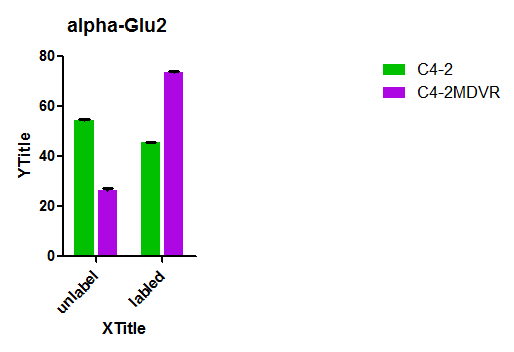 alpha-Glu2
80
60
40
20
0
YTitle
unlabel
labled
XTitle
C4-2
C4-2MDVR